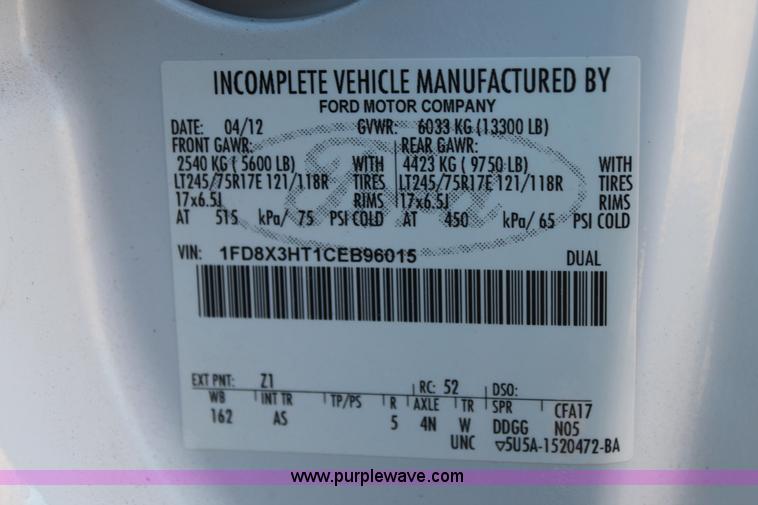 INCOMPLETE VEHICLE MANUFACTURED BY
FORD MOTOR COMPANY
DATE: 04/12 GVWR: 6033 KG (13300 LB)
FRONT GAWR: REAR GAWR:
2540 KG ( 5600 LB) WITH 4423 KG ( 9750 LB) WITH
LT245/75R17E 121/118R TIRES LT245/75R17E 121/118R TIRES
17x6.5J RIMS 17x6.5J RIMS
AT 515 kPa/ 75 PSI COLD AT 450 kPa/ 65 PSI COLD
VIN: 1FD8X3HT1CEB96015 DUAL
EXT PNT: Z1 RC: 52 DSO:
WB INT TR TP/PS R AXLE TR SPR CFA17
162 AS 5 4N W DDGG N05
UNC ▽5U5A-1520472-BA
www.purplewave.com